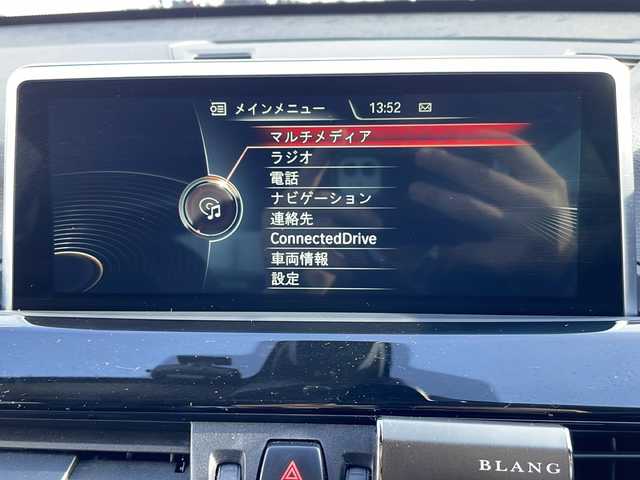 メインメニュー 13:52
マルチメディア
ラジオ
電話
ナビゲーション
連絡先
ConnectedDrive
車両情報
設定
BLANG